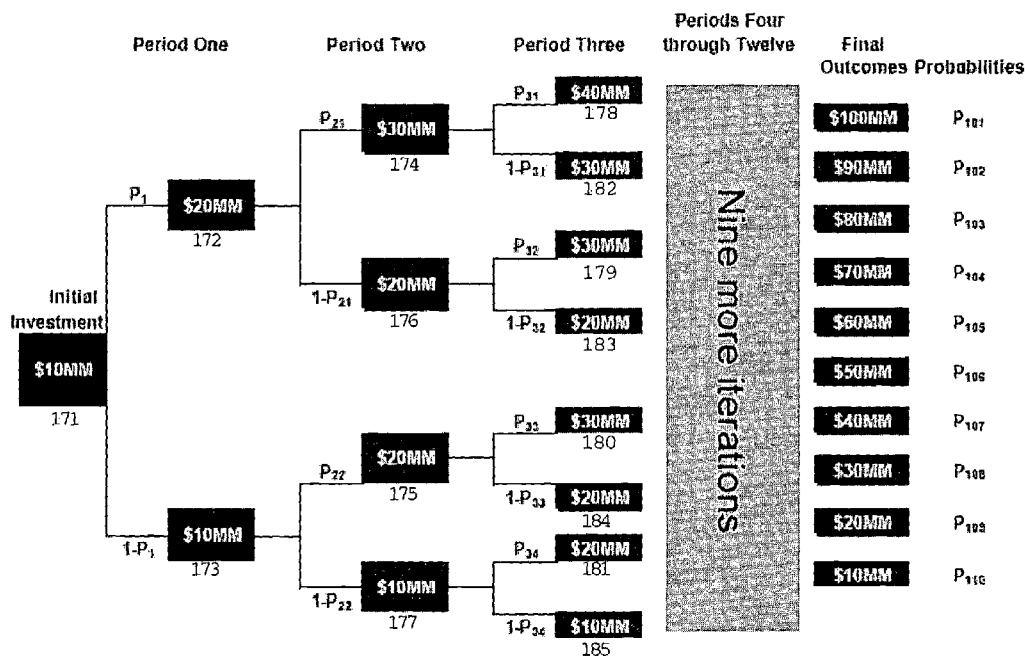 Periods Four
through Twelve
Period One
Period Two
Period Three
Final
Outcomes
Probabilities
Initial
Investment
$10MM
171
P1
$20MM
172
1-P1
$10MM
173
P21
$30MM
174
1-P21
$20MM
176
P22
$20MM
175
1-P22
$10MM
177
P31
$40MM
178
1-P31
$30MM
182
P32
$30MM
179
1-P32
$20MM
183
P33
$30MM
180
1-P33
$20MM
184
P34
$20MM
181
1-P34
$10MM
185
Nine more iterations
$100MM P101
$90MM P102
$80MM P103
$70MM P104
$60MM P105
$50MM P106
$40MM P107
$30MM P108
$20MM P109
$10MM P110